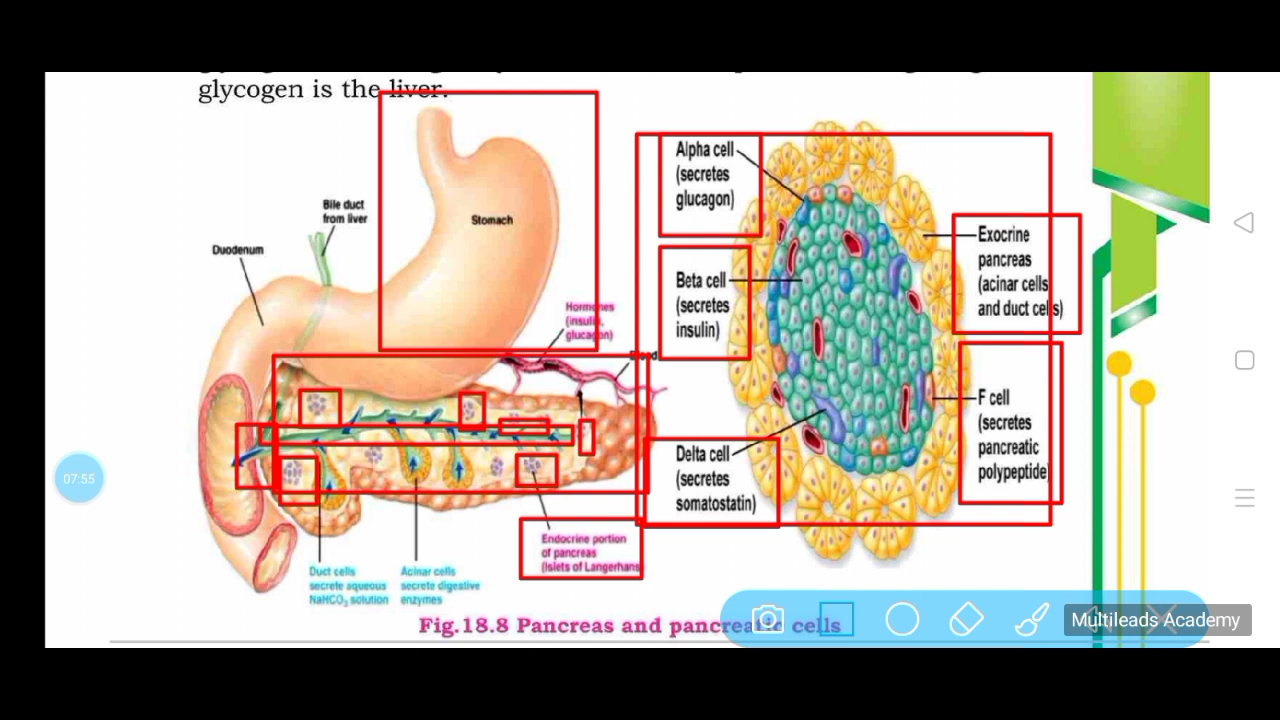 glycogen is the liver.
Bile duct
from liver
Duodenum
Stomach
Hormones
(insulin,
glucagon)
Blood
Duct cells
secrete aqueous
NaHCO₃ solution
Acinar cells
secrete digestive
enzymes
Endocrine portion
of pancreas
(Islets of Langerhans
Alpha cell
(secretes
glucagon)
Beta cell
(secretes
insulin)
Delta cell
(secretes
somatostatin)
Exocrine
pancreas
(acinar cells
and duct cells)
F cell
(secretes
pancreatic
polypeptide)
Fig.18.8 Pancreas and pancreatic cells
07:55
Multileads Academy